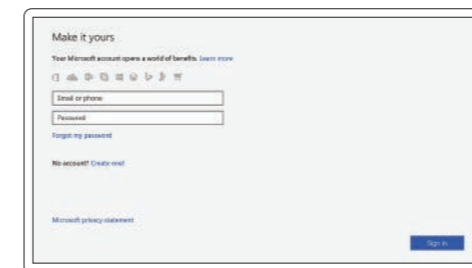 Make it yours
Your Microsoft account opens a world of benefits. Learn more
Email or phone
Password
Forgot my password
No account? Create one!
Microsoft privacy statement
Sign in